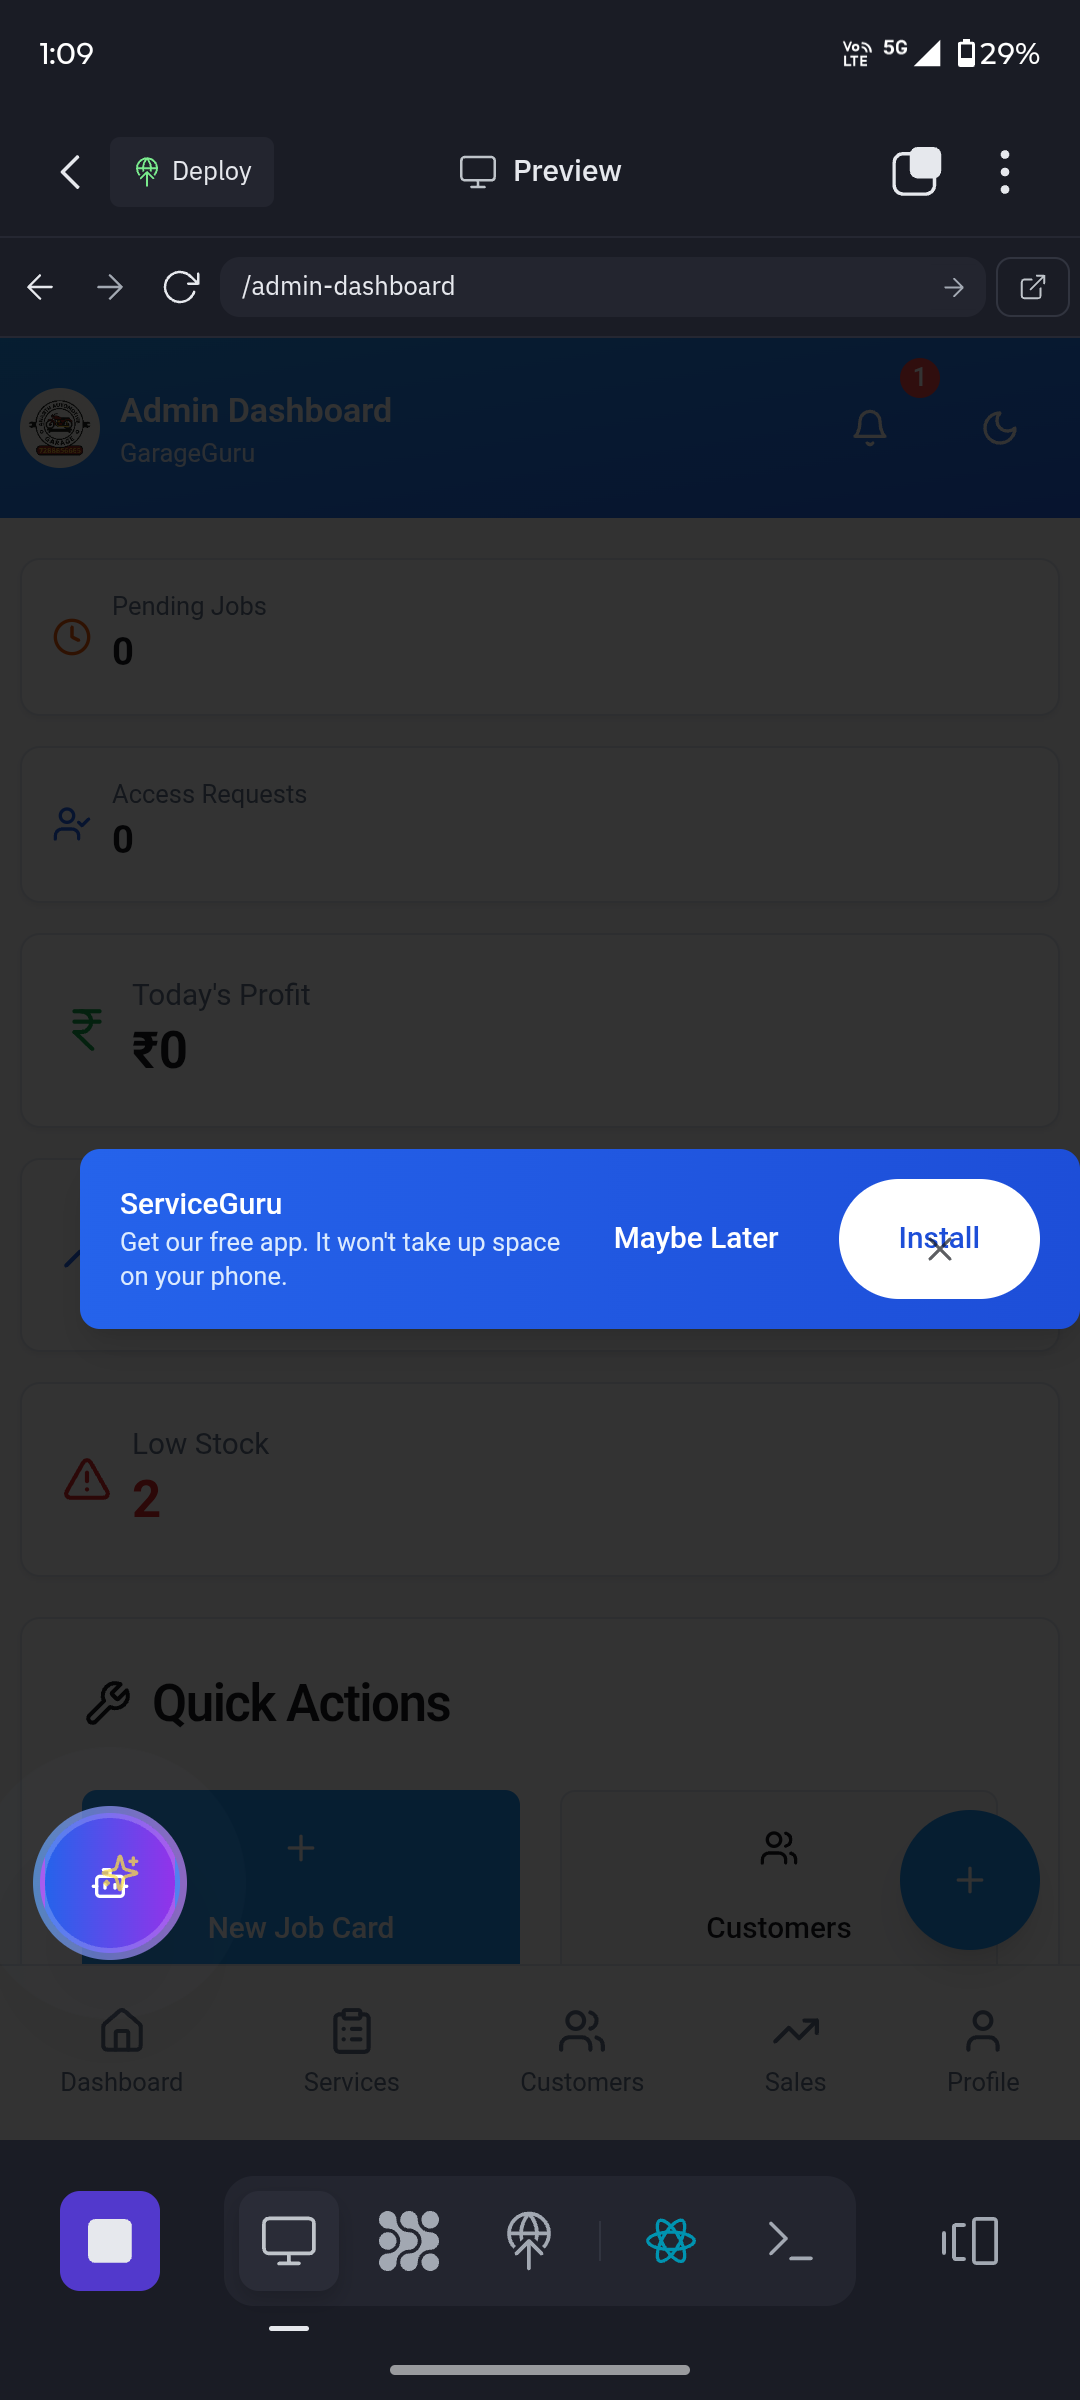 1:09
Vo LTE 5G 29%
Deploy
Preview
/admin-dashboard
Admin Dashboard
GarageGuru
1
Pending Jobs
0
Access Requests
0
Today's Profit
₹0
ServiceGuru
Get our free app. It won't take up space
on your phone.
Maybe Later
Install
Low Stock
2
Quick Actions
New Job Card
Customers
Dashboard
Services
Customers
Sales
Profile